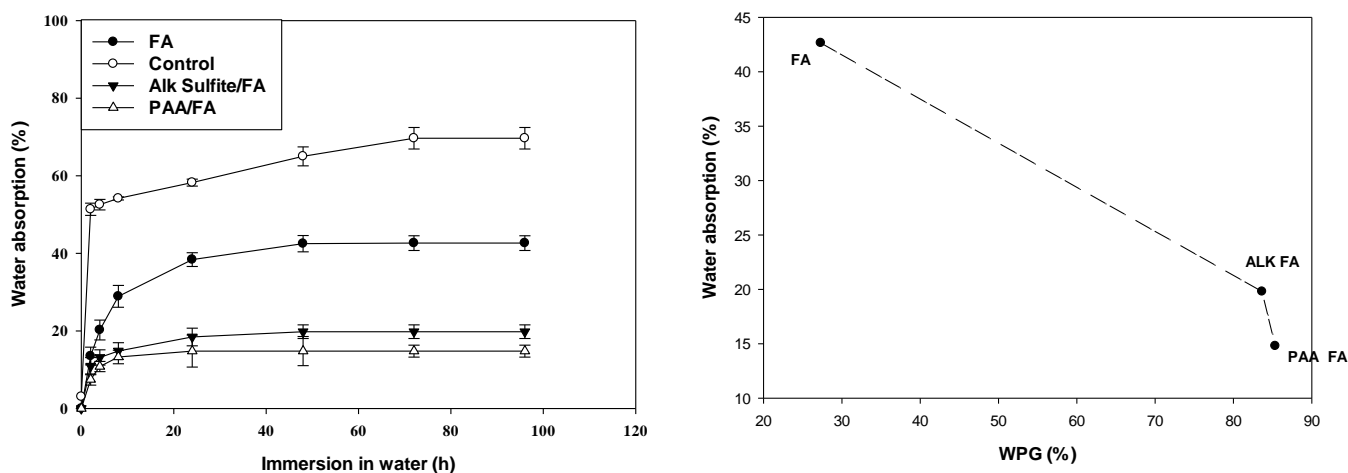 100
80
60
40
20
0
Water absorption (%)
FA
Control
Alk Sulfite/FA
PAA/FA
0 20 40 60 80 100 120
Immersion in water (h)
45
40
35
30
25
20
15
10
Water absorption (%)
FA
ALK FA
PAA FA
20 30 40 50 60 70 80 90
WPG (%)